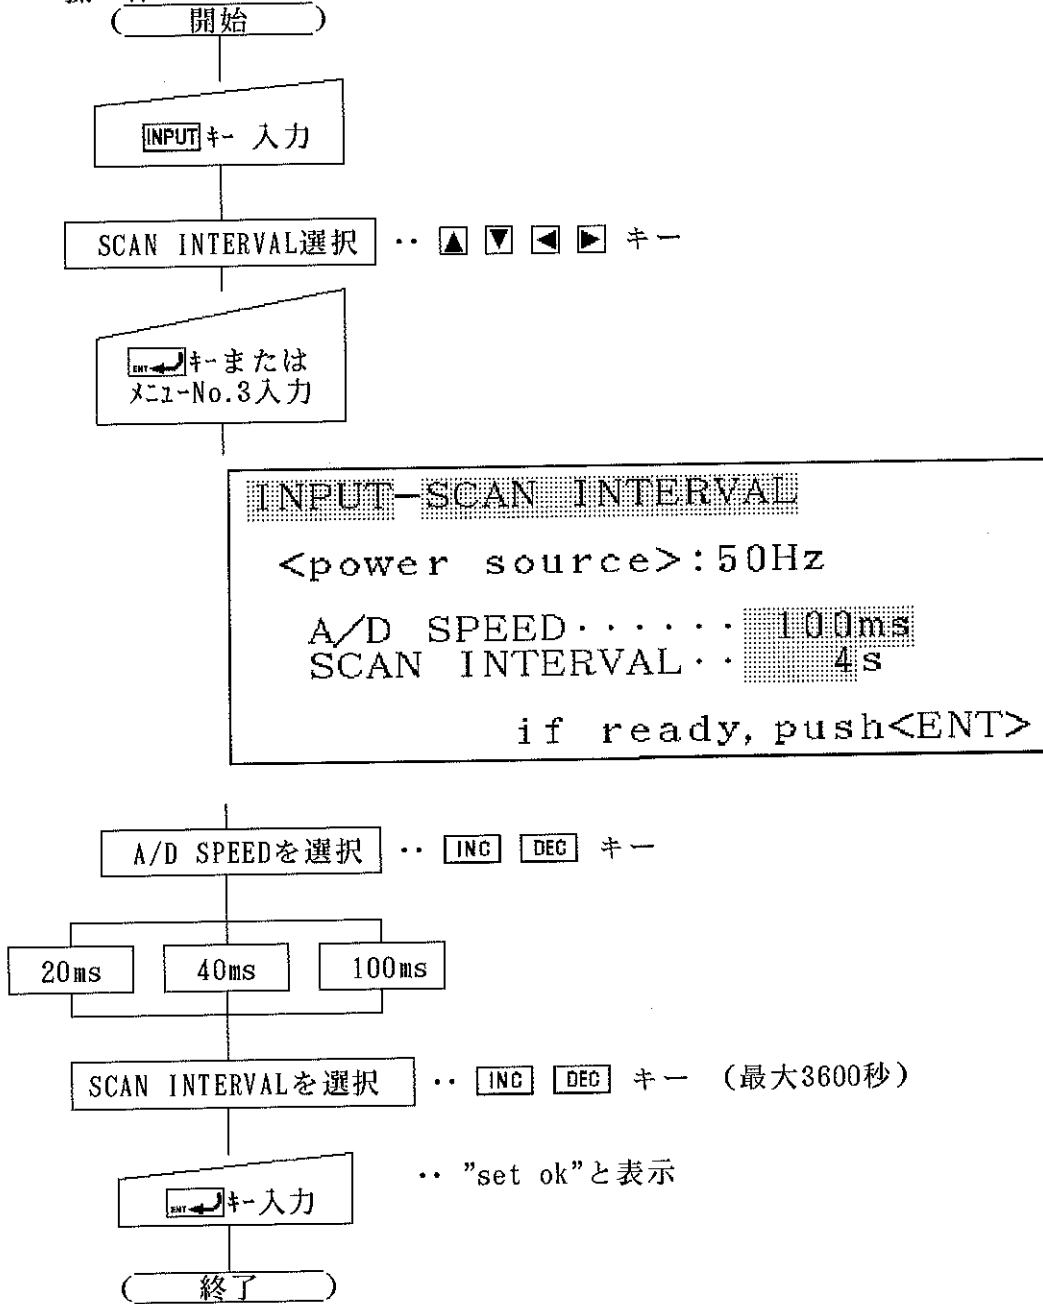 開始
INPUT キー 入力
SCAN INTERVAL選択 ‥ ▲ ▼ ◀ ▶ キー
ENT キーまたは
メニューNo.3入力
INPUT-SCAN INTERVAL
<power source>:50Hz
A/D SPEED‥‥‥ 100ms
SCAN INTERVAL‥ 4s
if ready, push<ENT>
A/D SPEEDを選択 ‥ INC DEC キー
20ms 40ms 100ms
SCAN INTERVALを選択 ‥ INC DEC キー (最大3600秒)
‥ ”set ok”と表示
ENT キー入力
終了